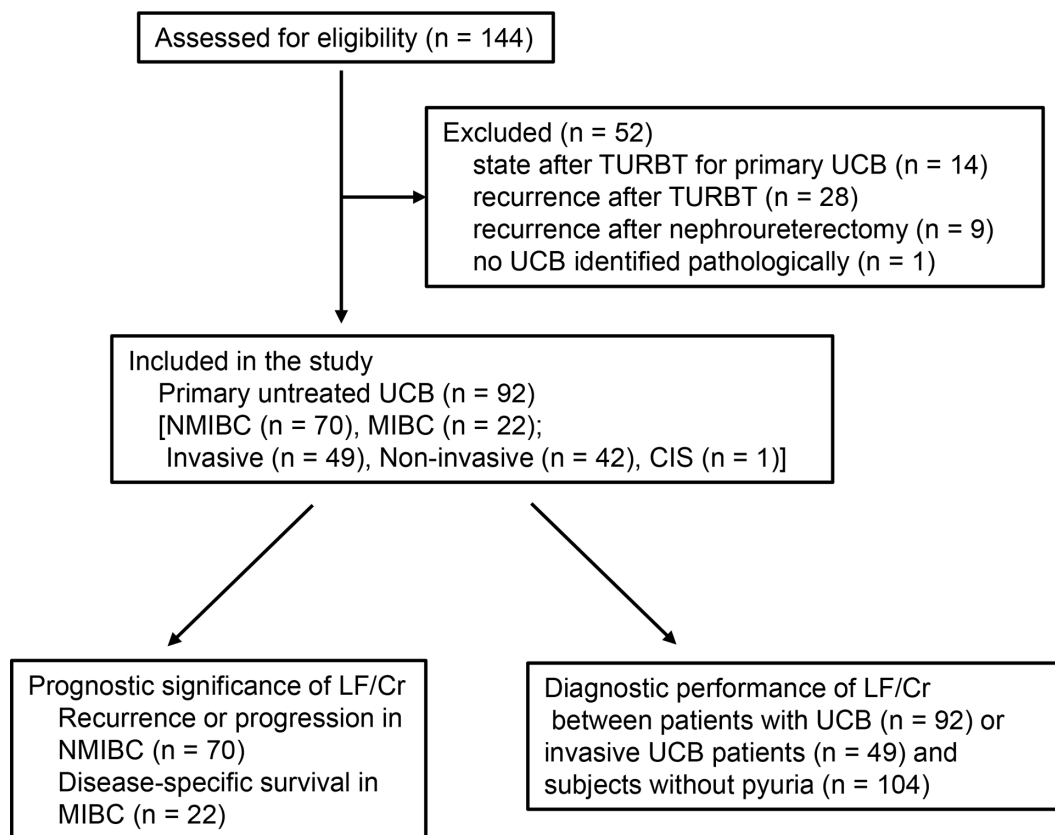 Assessed for eligibility (n = 144)
Excluded (n = 52)
state after TURBT for primary UCB (n = 14)
recurrence after TURBT (n = 28)
recurrence after nephroureterectomy (n = 9)
no UCB identified pathologically (n = 1)
Included in the study
Primary untreated UCB (n = 92)
[NMIBC (n = 70), MIBC (n = 22);
Invasive (n = 49), Non-invasive (n = 42), CIS (n = 1)]
Prognostic significance of LF/Cr
Recurrence or progression in
NMIBC (n = 70)
Disease-specific survival in
MIBC (n = 22)
Diagnostic performance of LF/Cr
between patients with UCB (n = 92) or
invasive UCB patients (n = 49) and
subjects without pyuria (n = 104)